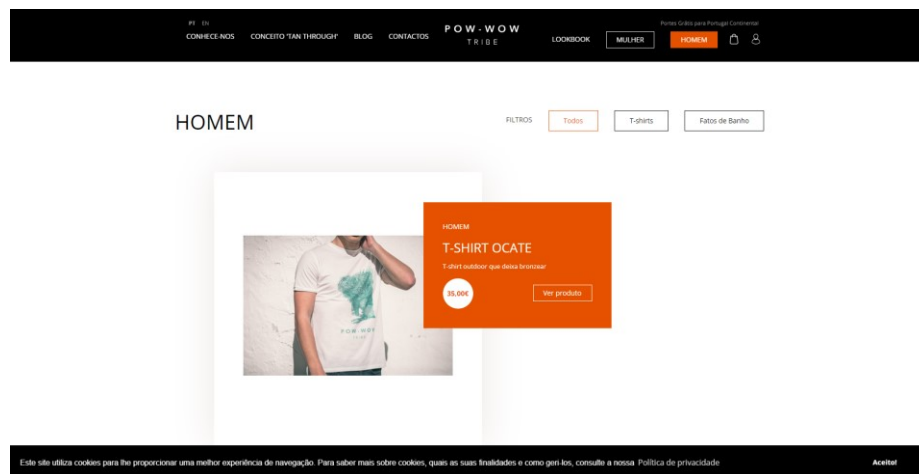 PT EN
Portes Grátis para Portugal Continental
CONHECE-NOS CONCEITO 'TAN THROUGH' BLOG CONTACTOS
POW-WOW
TRIBE
LOOKBOOK MULHER HOMEM
HOMEM
FILTROS Todos T-shirts Fatos de Banho
HOMEM
T-SHIRT OCATE
T-shirt outdoor que deixa bronzear
35,00€ Ver produto
POW-WOW
TRIBE
Este site utiliza cookies para lhe proporcionar uma melhor experiência de navegação. Para saber mais sobre cookies, quais as suas finalidades e como geri-los, consulte a nossa Política de privacidade Aceito!